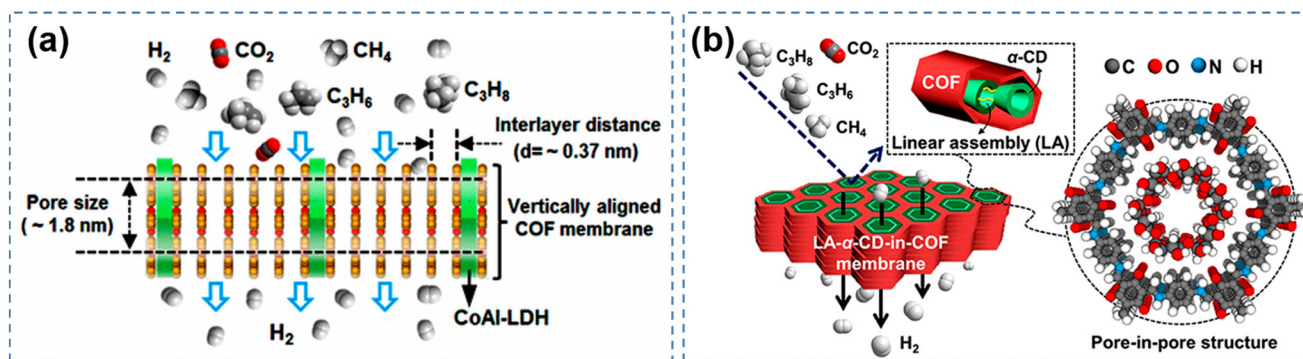 (a)
H2
CO2
CH4
C3H6
C3H8
Interlayer distance
(d= ~ 0.37 nm)
Pore size
( ~ 1.8 nm)
Vertically aligned
COF membrane
CoAl-LDH
H2
(b)
C3H8
CO2
C3H6
CH4
COF
α-CD
Linear assembly (LA)
C O N H
LA-α-CD-in-COF
membrane
H2
Pore-in-pore structure